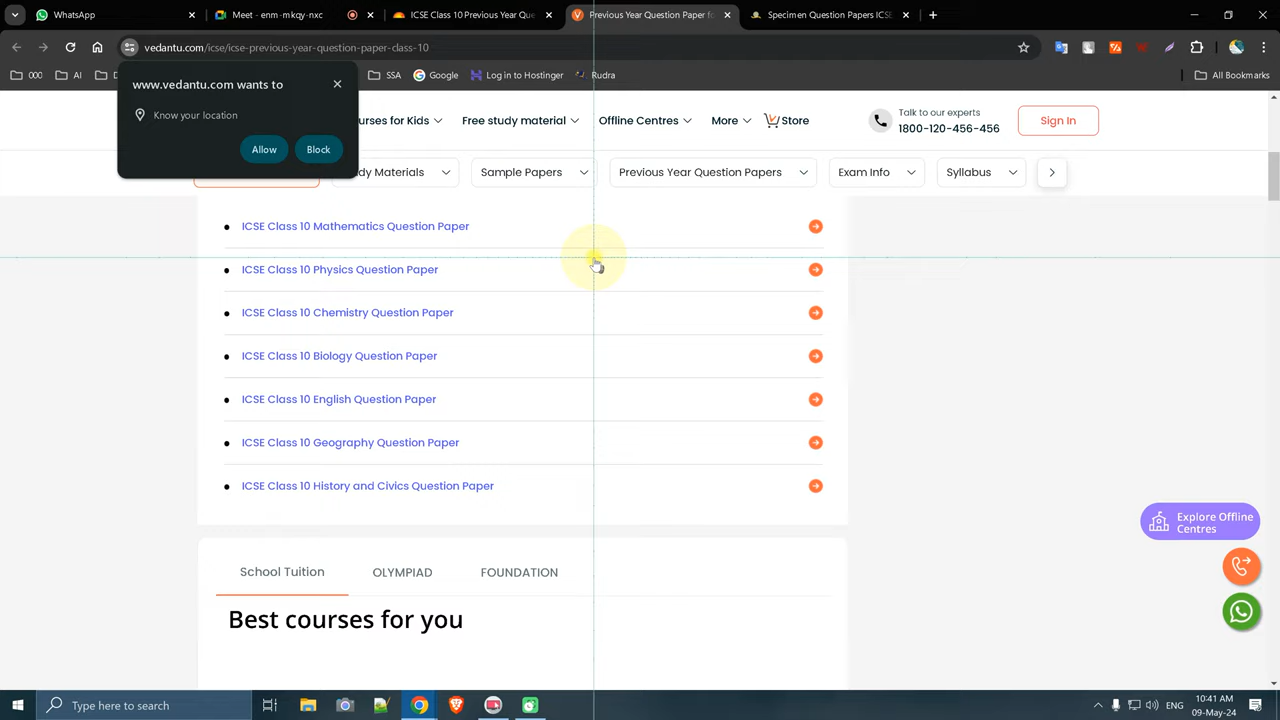 WhatsApp
Meet - enm-mkqy-nxc
ICSE Class 10 Previous Year Que
Previous Year Question Paper fo
Specimen Question Papers ICSE
vedantu.com/icse/icse-previous-year-question-paper-class-10
000
AI
SSA
Google
Log in to Hostinger
Rudra
All Bookmarks
www.vedantu.com wants to
Know your location
Allow
Block
urses for Kids
Free study material
Offline Centres
More
Store
Talk to our experts
1800-120-456-456
Sign In
dy Materials
Sample Papers
Previous Year Question Papers
Exam Info
Syllabus
ICSE Class 10 Mathematics Question Paper
ICSE Class 10 Physics Question Paper
ICSE Class 10 Chemistry Question Paper
ICSE Class 10 Biology Question Paper
ICSE Class 10 English Question Paper
ICSE Class 10 Geography Question Paper
ICSE Class 10 History and Civics Question Paper
Explore Offline
Centres
School Tuition
OLYMPIAD
FOUNDATION
Best courses for you
Type here to search
ENG
10:41 AM
09-May-24